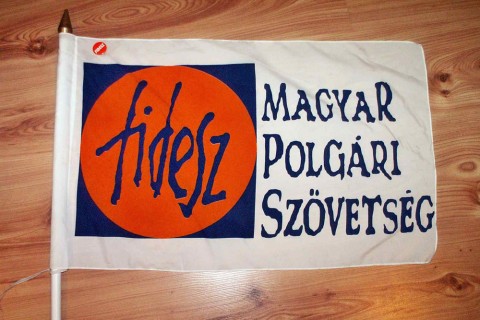 fidesz
MAGYAR
POLGÁRI
SZÖVETSÉG